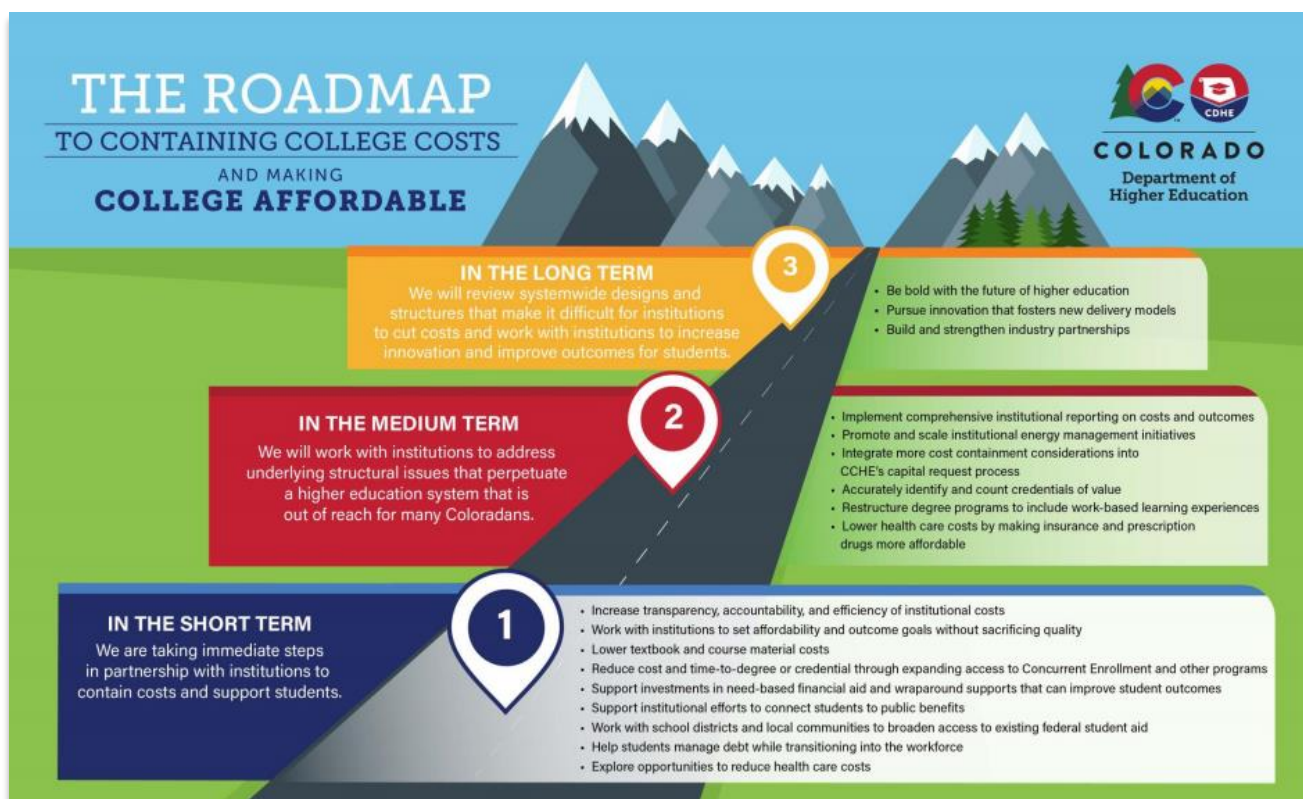 THE ROADMAP
TO CONTAINING COLLEGE COSTS
AND MAKING
COLLEGE AFFORDABLE
CDHE
COLORADO
Department of
Higher Education
IN THE LONG TERM
We will review systemwide designs and
structures that make it difficult for institutions
to cut costs and work with institutions to increase
innovation and improve outcomes for students.
3
• Be bold with the future of higher education
• Pursue innovation that fosters new delivery models
• Build and strengthen industry partnerships
IN THE MEDIUM TERM
We will work with institutions to address
underlying structural issues that perpetuate
a higher education system that is
out of reach for many Coloradans.
2
• Implement comprehensive institutional reporting on costs and outcomes
• Promote and scale institutional energy management initiatives
• Integrate more cost containment considerations into
CCHE's capital request process
• Accurately identify and count credentials of value
• Restructure degree programs to include work-based learning experiences
• Lower health care costs by making insurance and prescription
drugs more affordable
IN THE SHORT TERM
We are taking immediate steps
in partnership with institutions to
contain costs and support students.
1
• Increase transparency, accountability, and efficiency of institutional costs
• Work with institutions to set affordability and outcome goals without sacrificing quality
• Lower textbook and course material costs
• Reduce cost and time-to-degree or credential through expanding access to Concurrent Enrollment and other programs
• Support investments in need-based financial aid and wraparound supports that can improve student outcomes
• Support institutional efforts to connect students to public benefits
• Work with school districts and local communities to broaden access to existing federal student aid
• Help students manage debt while transitioning into the workforce
• Explore opportunities to reduce health care costs